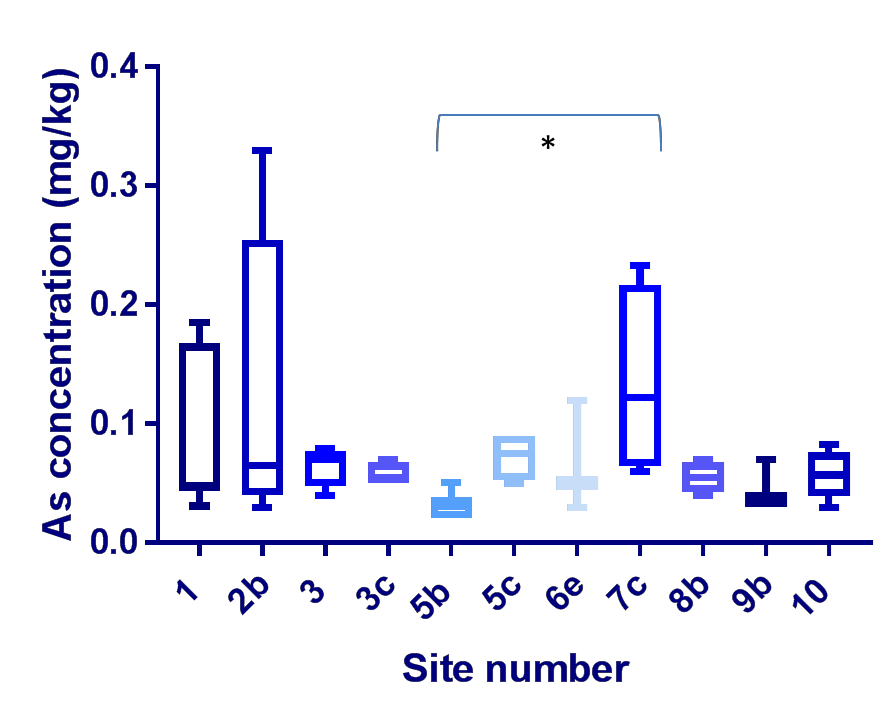 As concentration (mg/kg)
0.4
0.3
0.2
0.1
0.0
*
1 2b 3 3c 5b 5c 6e 7c 8b 9b 10
Site number